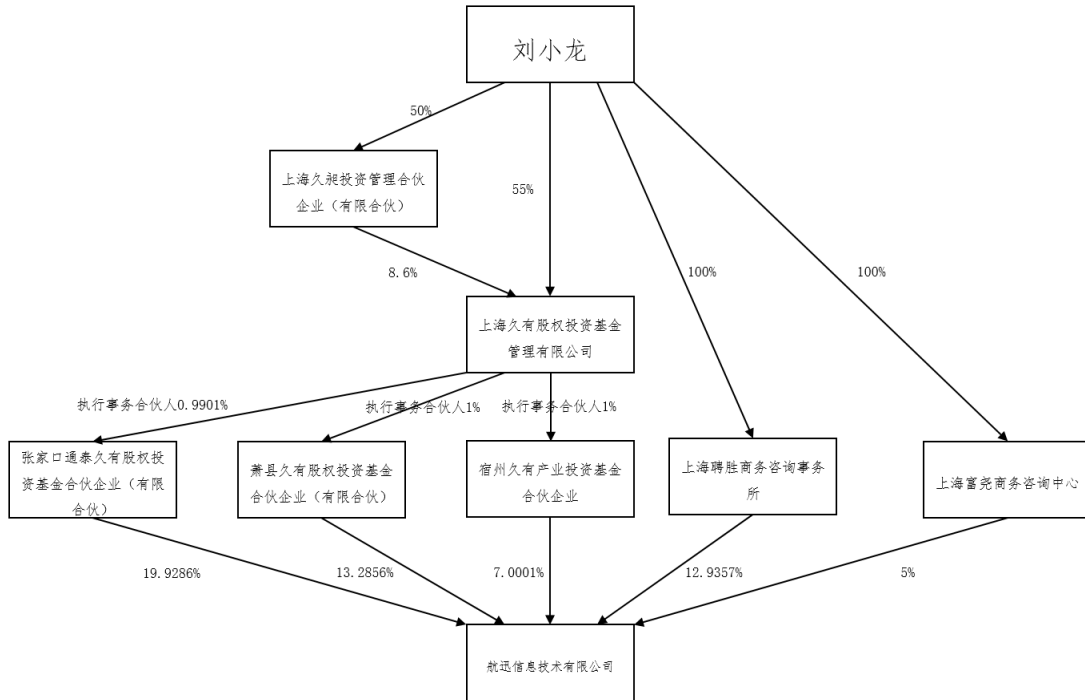 刘小龙
50%
上海久昶投资管理合伙
企业（有限合伙）
55%
8.6%
100%
100%
上海久有股权投资基金
管理有限公司
执行事务合伙人0.9901%
执行事务合伙人1%
执行事务合伙人1%
张家口通泰久有股权投
资基金合伙企业（有限
合伙）
萧县久有股权投资基金
合伙企业（有限合伙）
宿州久有产业投资基金
合伙企业
上海骋胜商务咨询事务
所
上海富尧商务咨询中心
19.9286%
13.2856%
7.0001%
12.9357%
5%
航迅信息技术有限公司